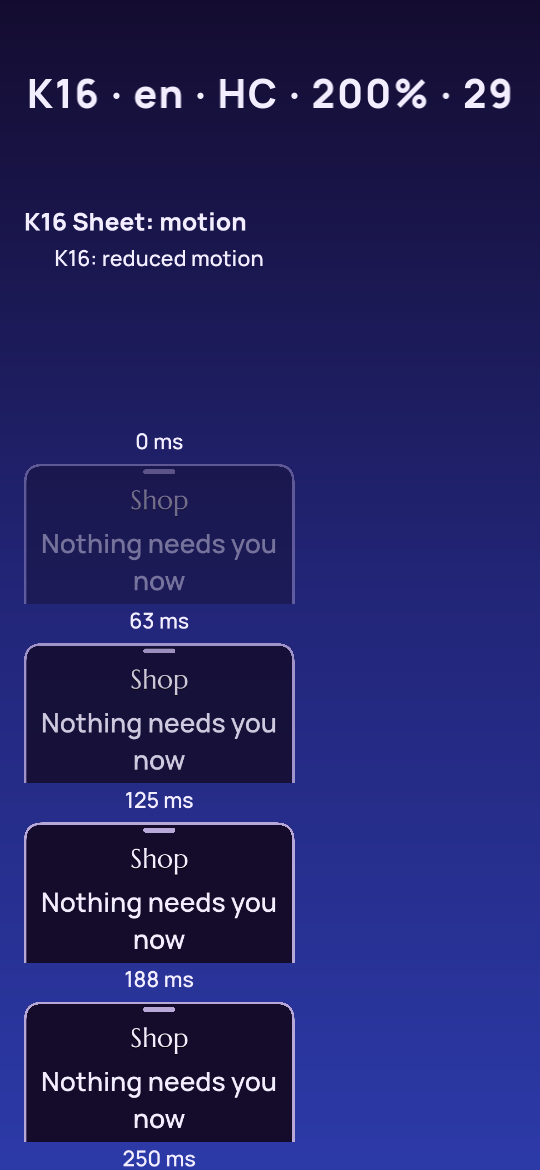 K16 · en · HC · 200% · 29
K16 Sheet: motion
K16: reduced motion
0 ms
Shop
Nothing needs you
now
63 ms
Shop
Nothing needs you
now
125 ms
Shop
Nothing needs you
now
188 ms
Shop
Nothing needs you
now
250 ms